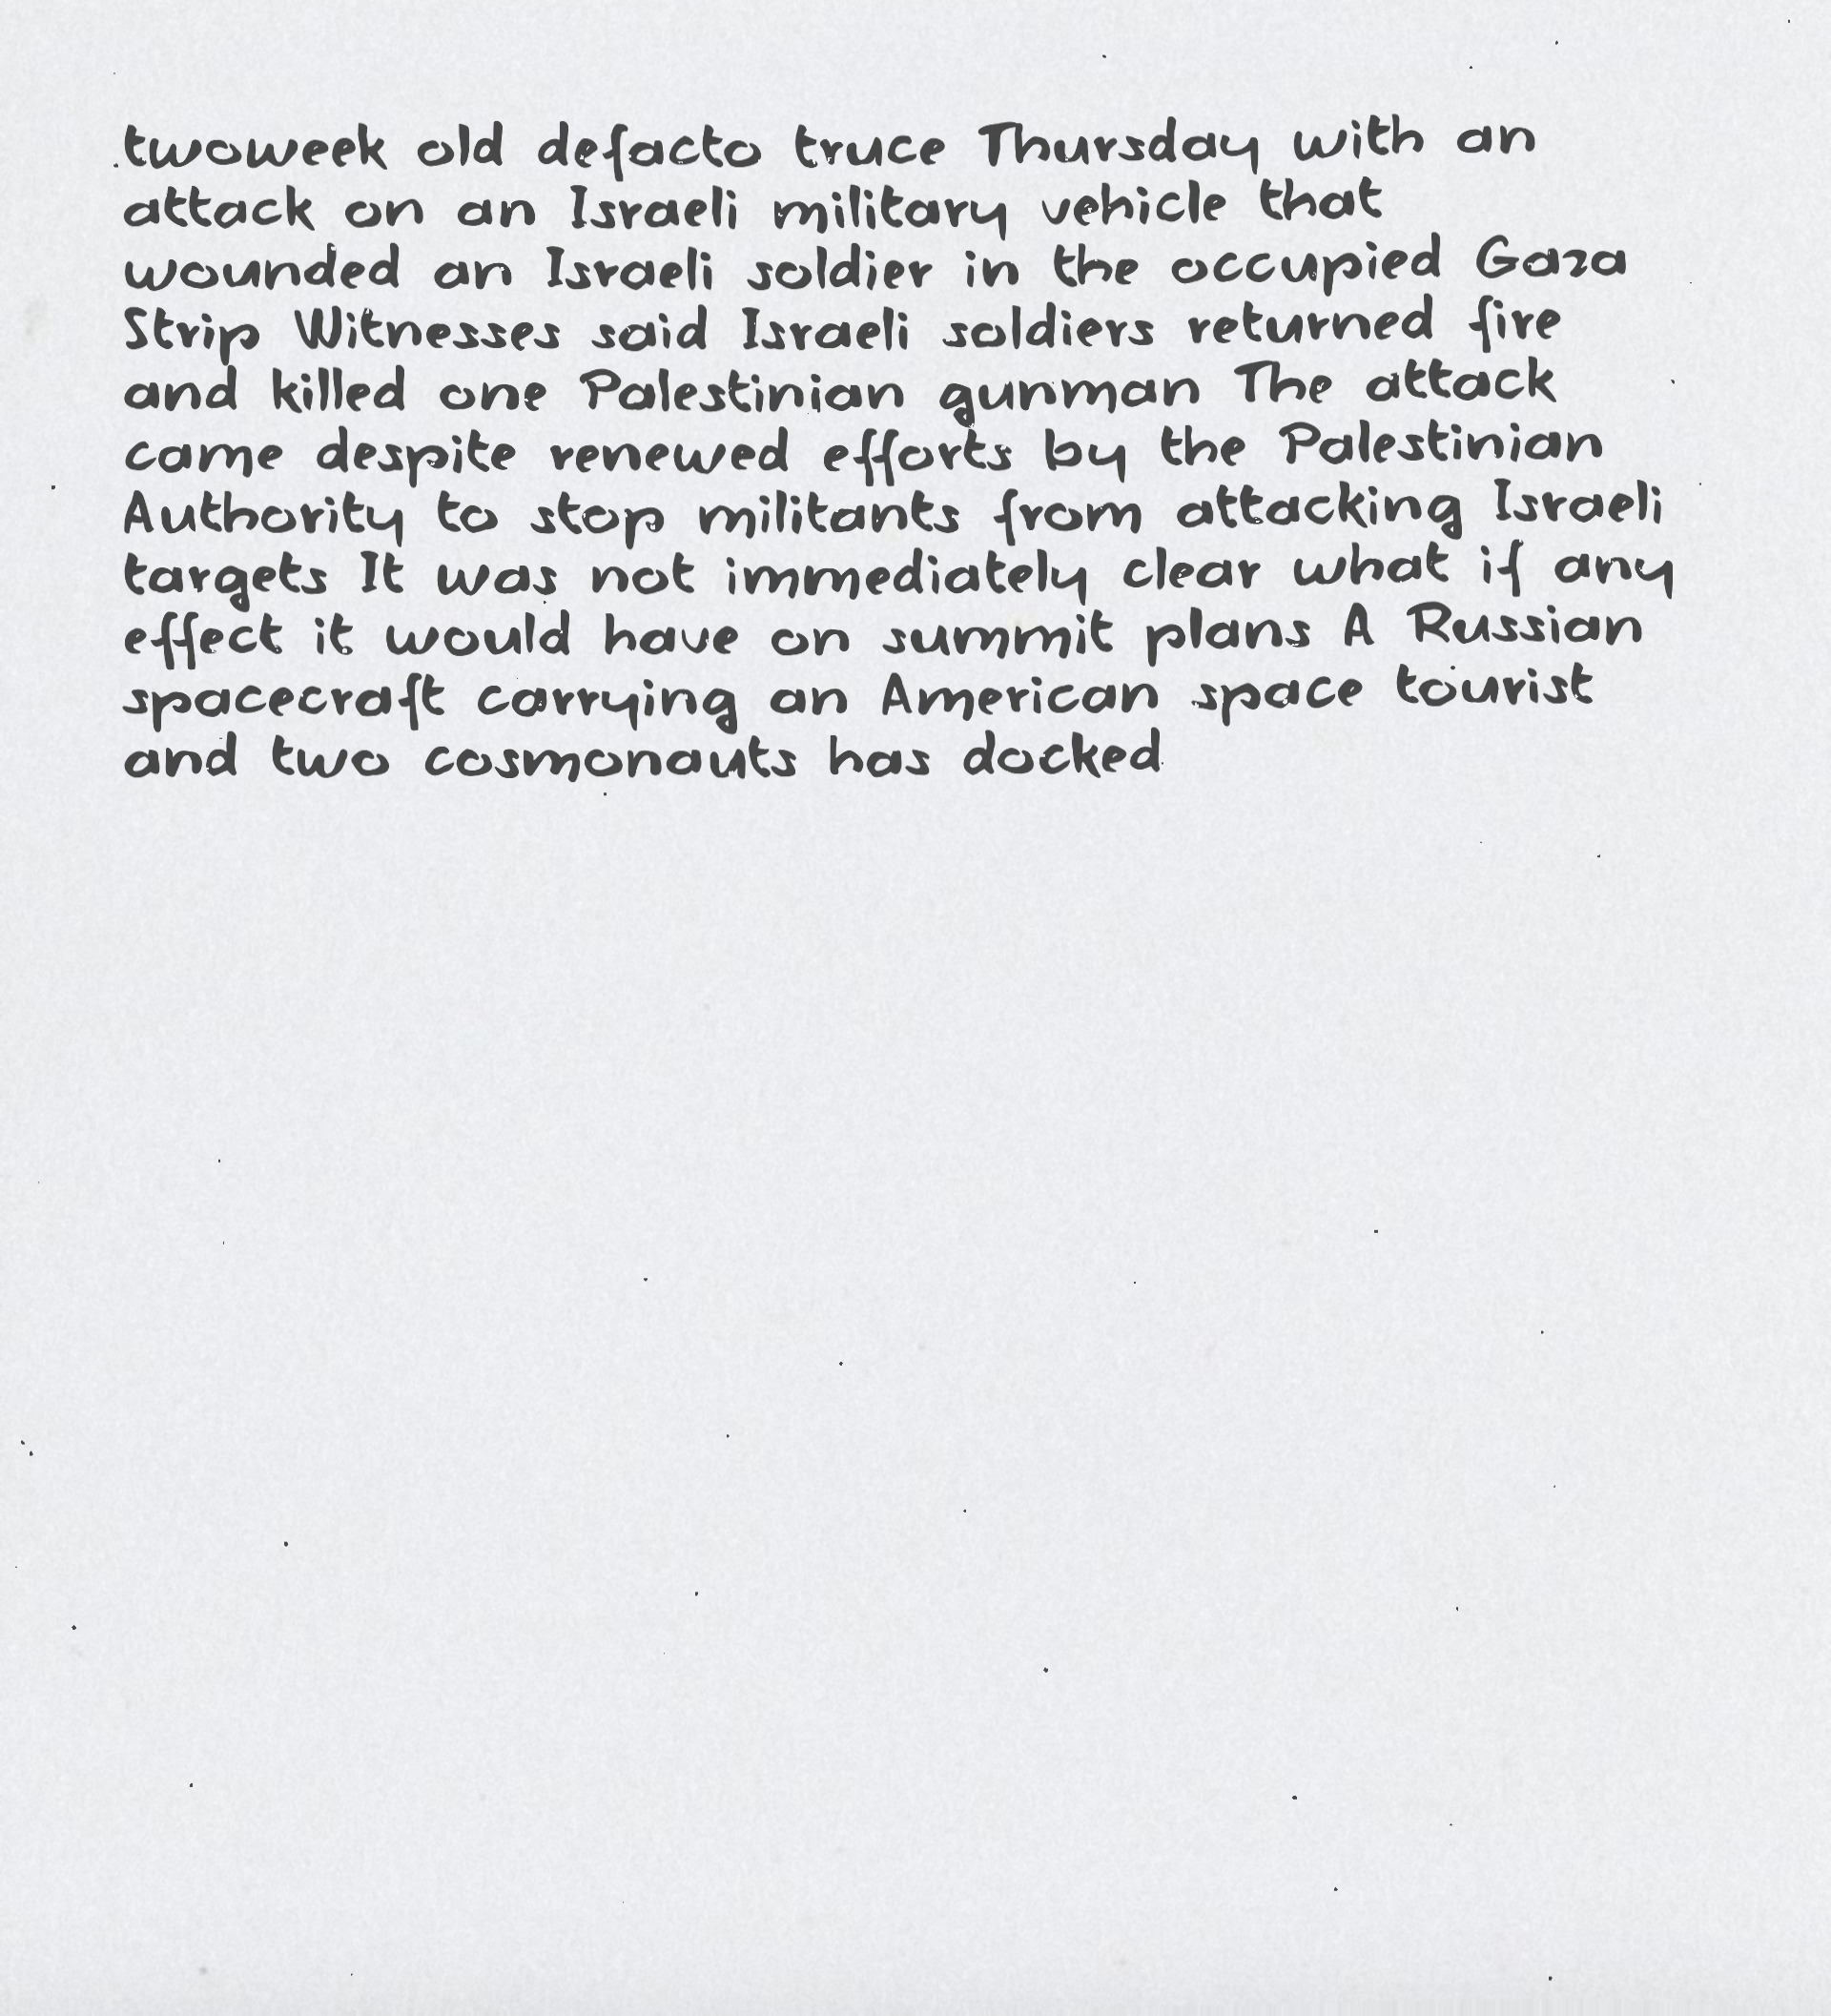 twoweek old defacto truce Thursday with an
attack on an Israeli military vehicle that
wounded an Israeli soldier in the occupied Gaza
Strip Witnesses said Israeli soldiers returned fire
and killed one Palestinian gunman The attack
came despite renewed efforts by the Palestinian
Authority to stop militants from attacking Israeli
targets It was not immediately clear what if any
effect it would have on summit plans A Russian
spacecraft carrying an American space tourist
and two cosmonauts has docked